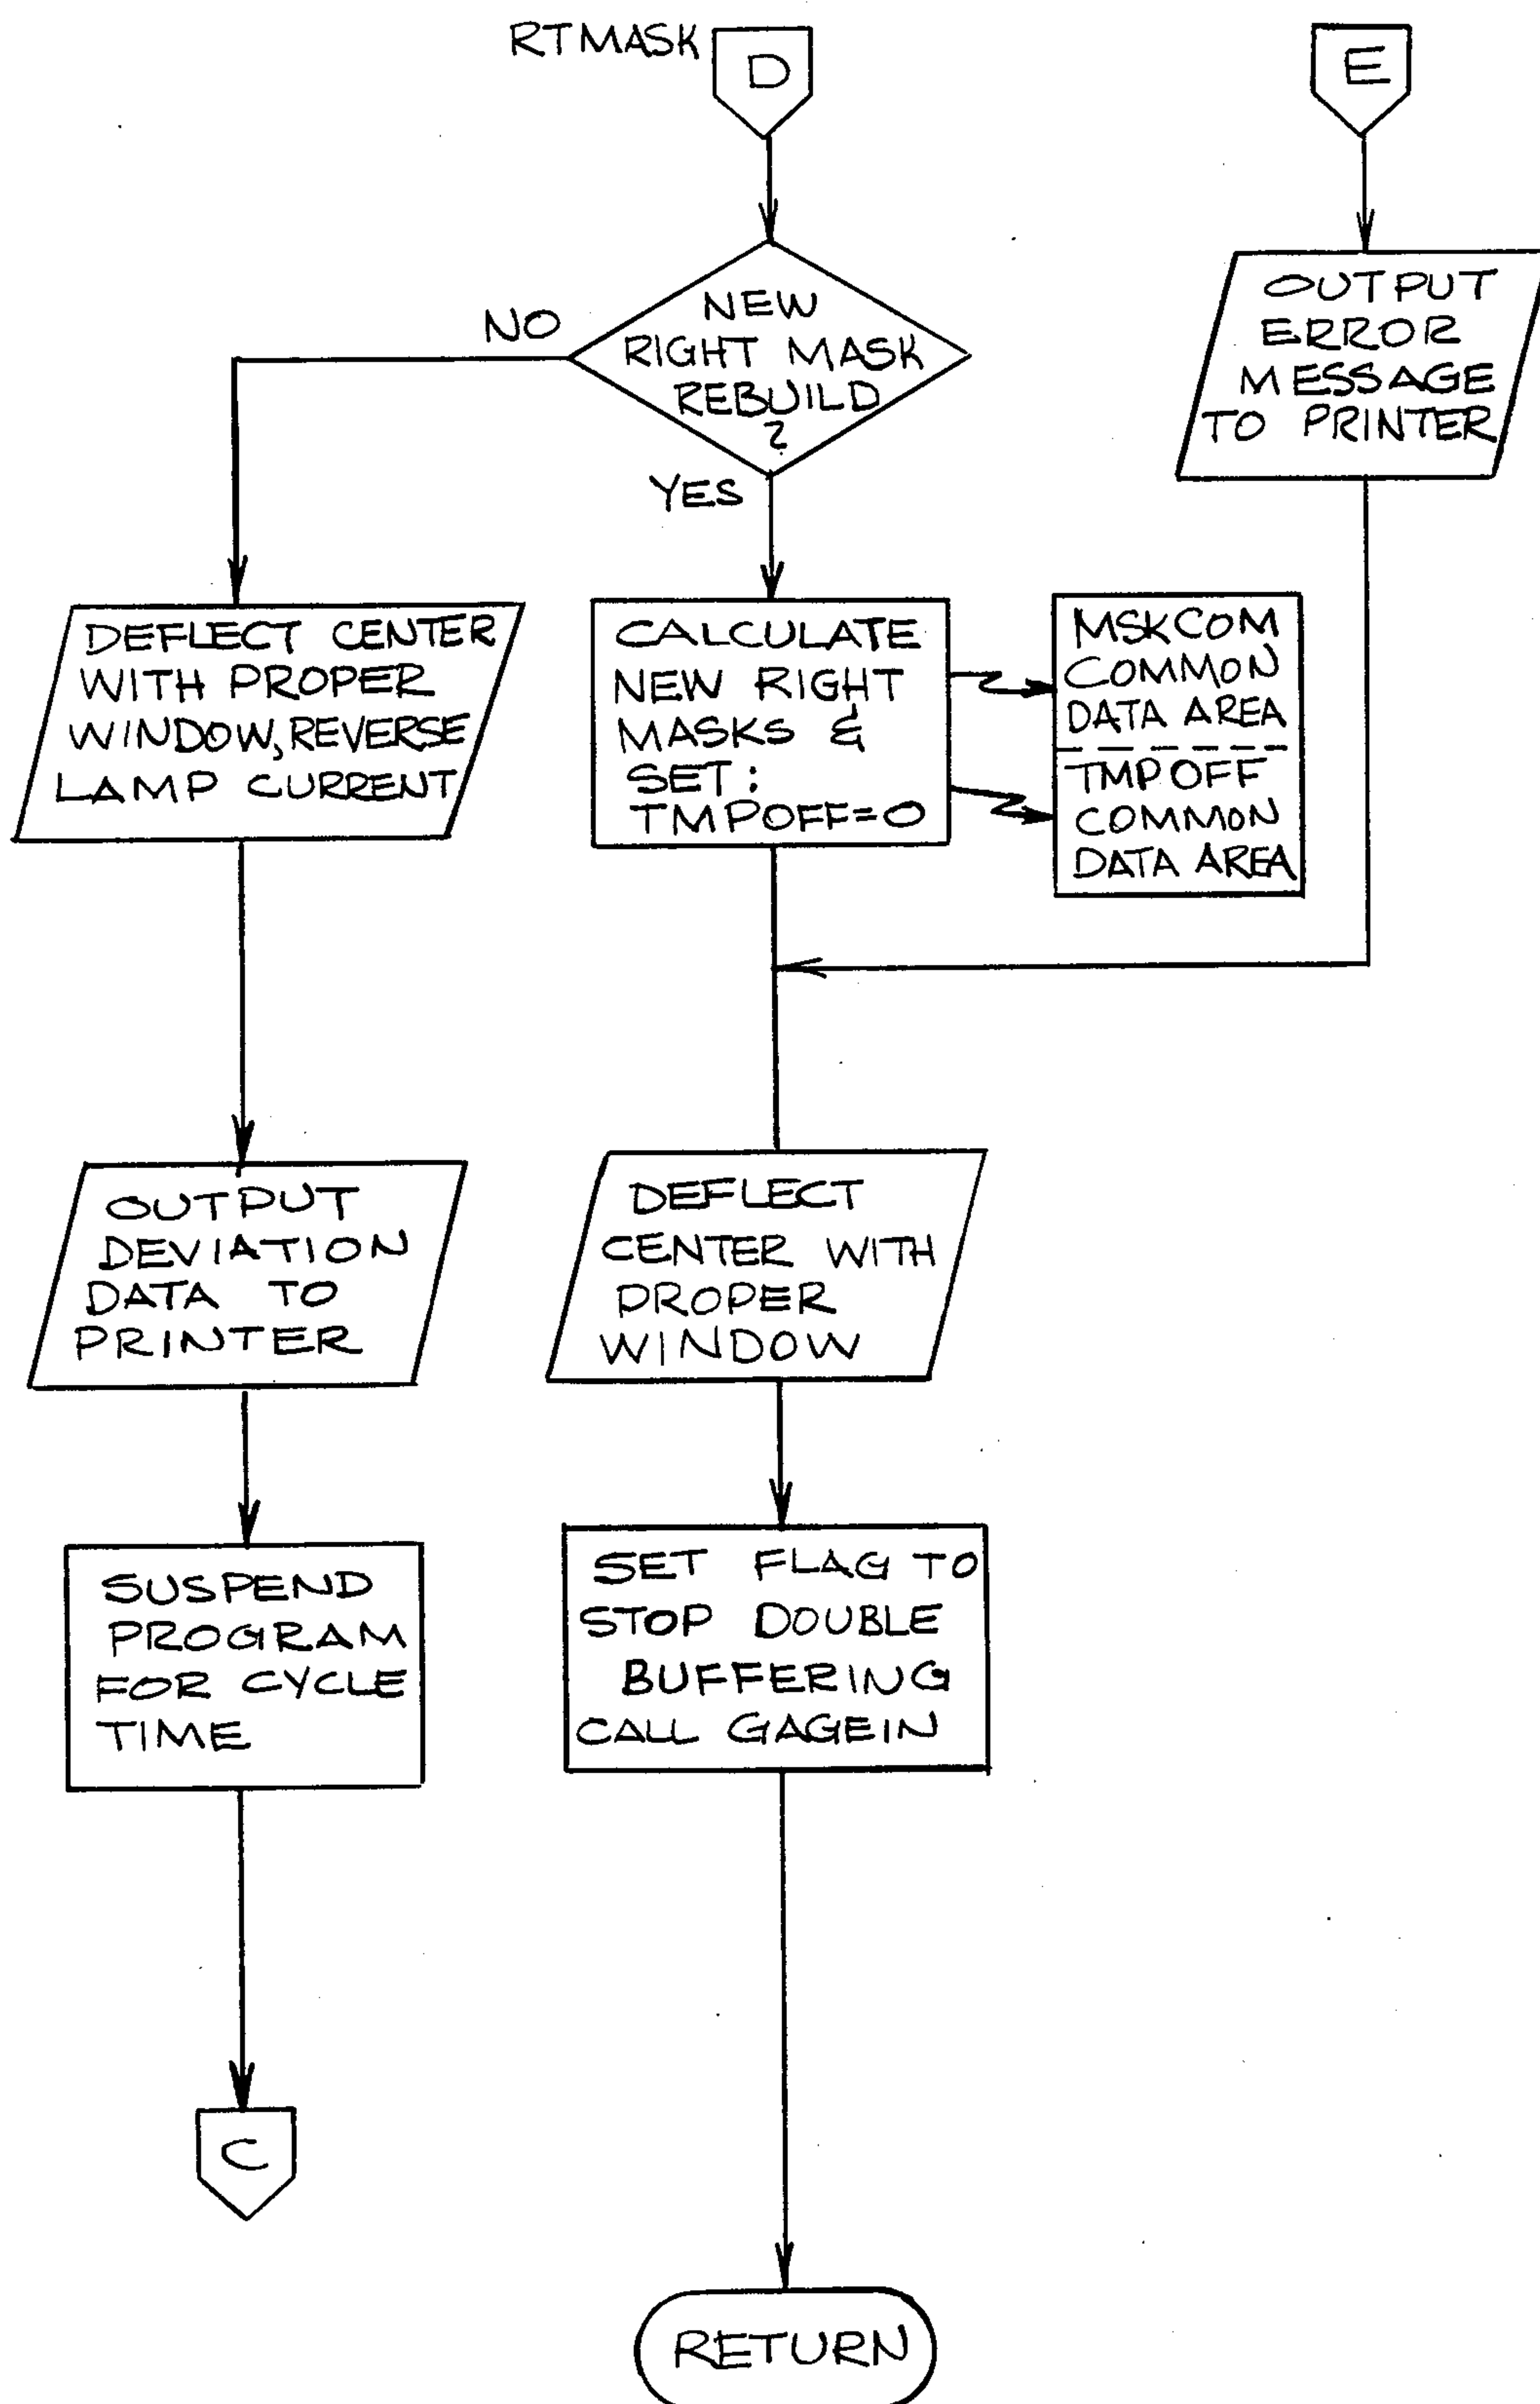 RTMASK
D
E
NEW
RIGHT MASK
REBUILD
?
NO
YES
OUTPUT
ERROR
MESSAGE
TO PRINTER
DEFLECT CENTER
WITH PROPER
WINDOW, REVERSE
LAMP CURRENT
CALCULATE
NEW RIGHT
MASKS &
SET:
TMPOFF=0
MSKCOM
COMMON
DATA AREA
TMPOFF
COMMON
DATA AREA
OUTPUT
DEVIATION
DATA TO
PRINTER
DEFLECT
CENTER WITH
PROPER
WINDOW
SUSPEND
PROGRAM
FOR CYCLE
TIME
SET FLAG TO
STOP DOUBLE
BUFFERING
CALL GAGEIN
C
RETURN